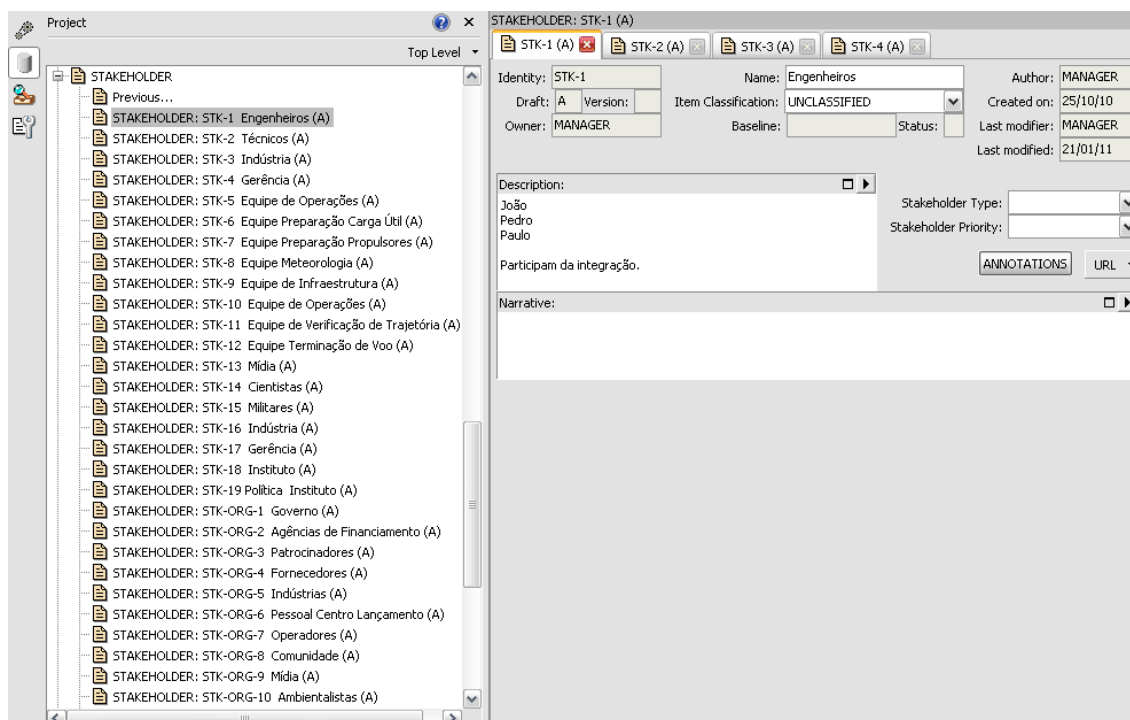 Project
Top Level
STAKEHOLDER
Previous...
STAKEHOLDER: STK-1 Engenheiros (A)
STAKEHOLDER: STK-2 Técnicos (A)
STAKEHOLDER: STK-3 Indústria (A)
STAKEHOLDER: STK-4 Gerência (A)
STAKEHOLDER: STK-5 Equipe de Operações (A)
STAKEHOLDER: STK-6 Equipe Preparação Carga Útil (A)
STAKEHOLDER: STK-7 Equipe Preparação Propulsores (A)
STAKEHOLDER: STK-8 Equipe Meteorologia (A)
STAKEHOLDER: STK-9 Equipe de Infraestrutura (A)
STAKEHOLDER: STK-10 Equipe de Operações (A)
STAKEHOLDER: STK-11 Equipe de Verificação de Trajetória (A)
STAKEHOLDER: STK-12 Equipe Terminação de Voo (A)
STAKEHOLDER: STK-13 Mídia (A)
STAKEHOLDER: STK-14 Cientistas (A)
STAKEHOLDER: STK-15 Militares (A)
STAKEHOLDER: STK-16 Indústria (A)
STAKEHOLDER: STK-17 Gerência (A)
STAKEHOLDER: STK-18 Instituto (A)
STAKEHOLDER: STK-19 Política Instituto (A)
STAKEHOLDER: STK-ORG-1 Governo (A)
STAKEHOLDER: STK-ORG-2 Agências de Financiamento (A)
STAKEHOLDER: STK-ORG-3 Patrocinadores (A)
STAKEHOLDER: STK-ORG-4 Fornecedores (A)
STAKEHOLDER: STK-ORG-5 Indústrias (A)
STAKEHOLDER: STK-ORG-6 Pessoal Centro Lançamento (A)
STAKEHOLDER: STK-ORG-7 Operadores (A)
STAKEHOLDER: STK-ORG-8 Comunidade (A)
STAKEHOLDER: STK-ORG-9 Mídia (A)
STAKEHOLDER: STK-ORG-10 Ambientalistas (A)
STAKEHOLDER: STK-1 (A)
STK-1 (A) STK-2 (A) STK-3 (A) STK-4 (A)
Identity: STK-1 Name: Engenheiros Author: MANAGER
Draft: A Version: Item Classification: UNCLASSIFIED Created on: 25/10/10
Owner: MANAGER Baseline: Status: Last modifier: MANAGER
Last modified: 21/01/11
Description:
João
Pedro
Paulo
Participam da integração.
Stakeholder Type:
Stakeholder Priority:
ANNOTATIONS URL
Narrative: